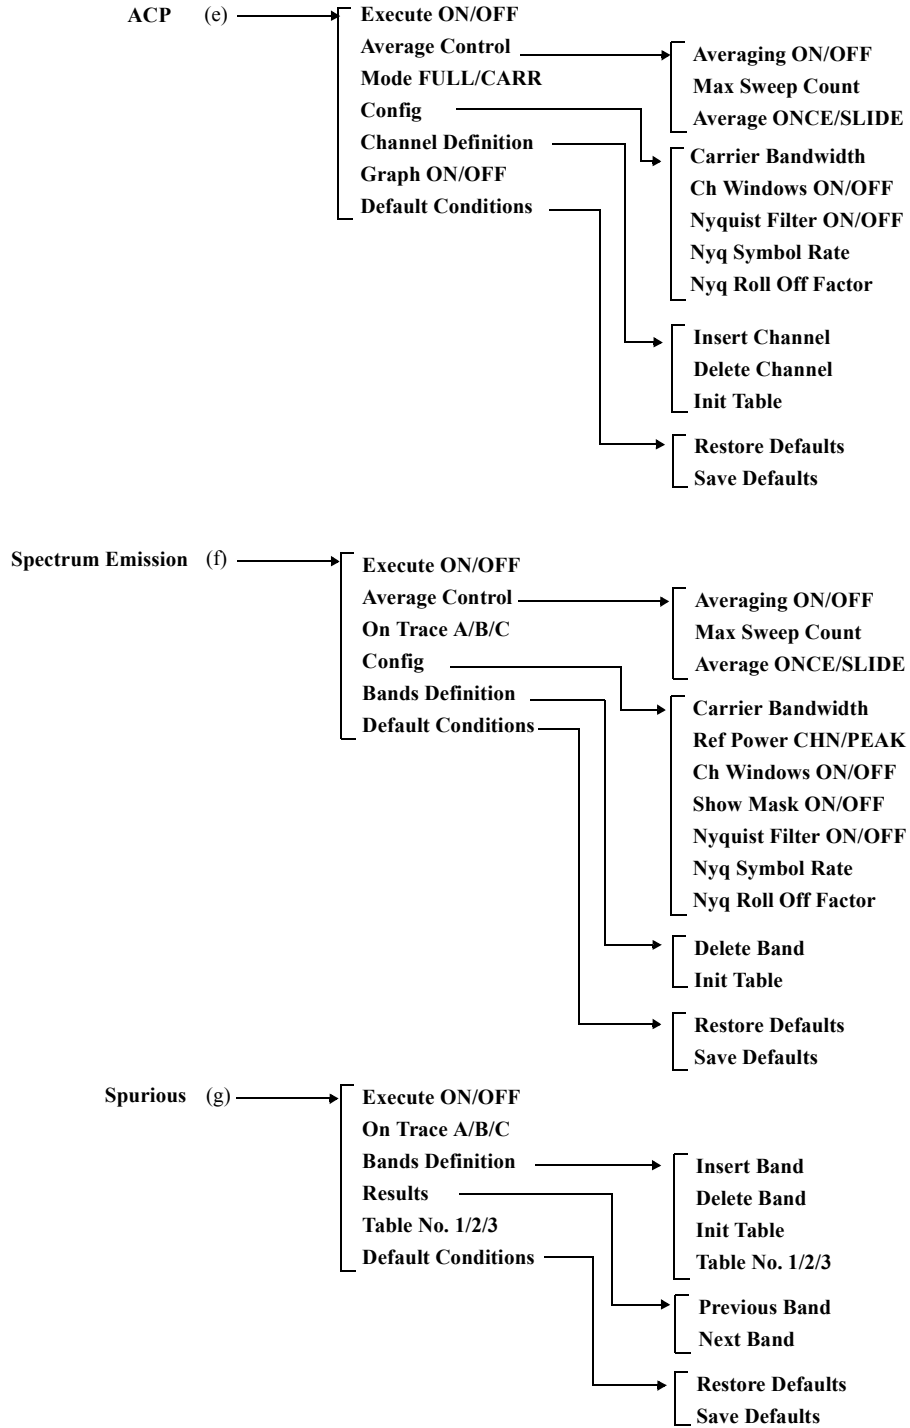 ACP (e)
Execute ON/OFF
Average Control
Mode FULL/CARR
Config
Channel Definition
Graph ON/OFF
Default Conditions
Averaging ON/OFF
Max Sweep Count
Average ONCE/SLIDE
Carrier Bandwidth
Ch Windows ON/OFF
Nyquist Filter ON/OFF
Nyq Symbol Rate
Nyq Roll Off Factor
Insert Channel
Delete Channel
Init Table
Restore Defaults
Save Defaults
Spectrum Emission (f)
Execute ON/OFF
Average Control
On Trace A/B/C
Config
Bands Definition
Default Conditions
Averaging ON/OFF
Max Sweep Count
Average ONCE/SLIDE
Carrier Bandwidth
Ref Power CHN/PEAK
Ch Windows ON/OFF
Show Mask ON/OFF
Nyquist Filter ON/OFF
Nyq Symbol Rate
Nyq Roll Off Factor
Delete Band
Init Table
Restore Defaults
Save Defaults
Spurious (g)
Execute ON/OFF
On Trace A/B/C
Bands Definition
Results
Table No. 1/2/3
Default Conditions
Insert Band
Delete Band
Init Table
Table No. 1/2/3
Previous Band
Next Band
Restore Defaults
Save Defaults